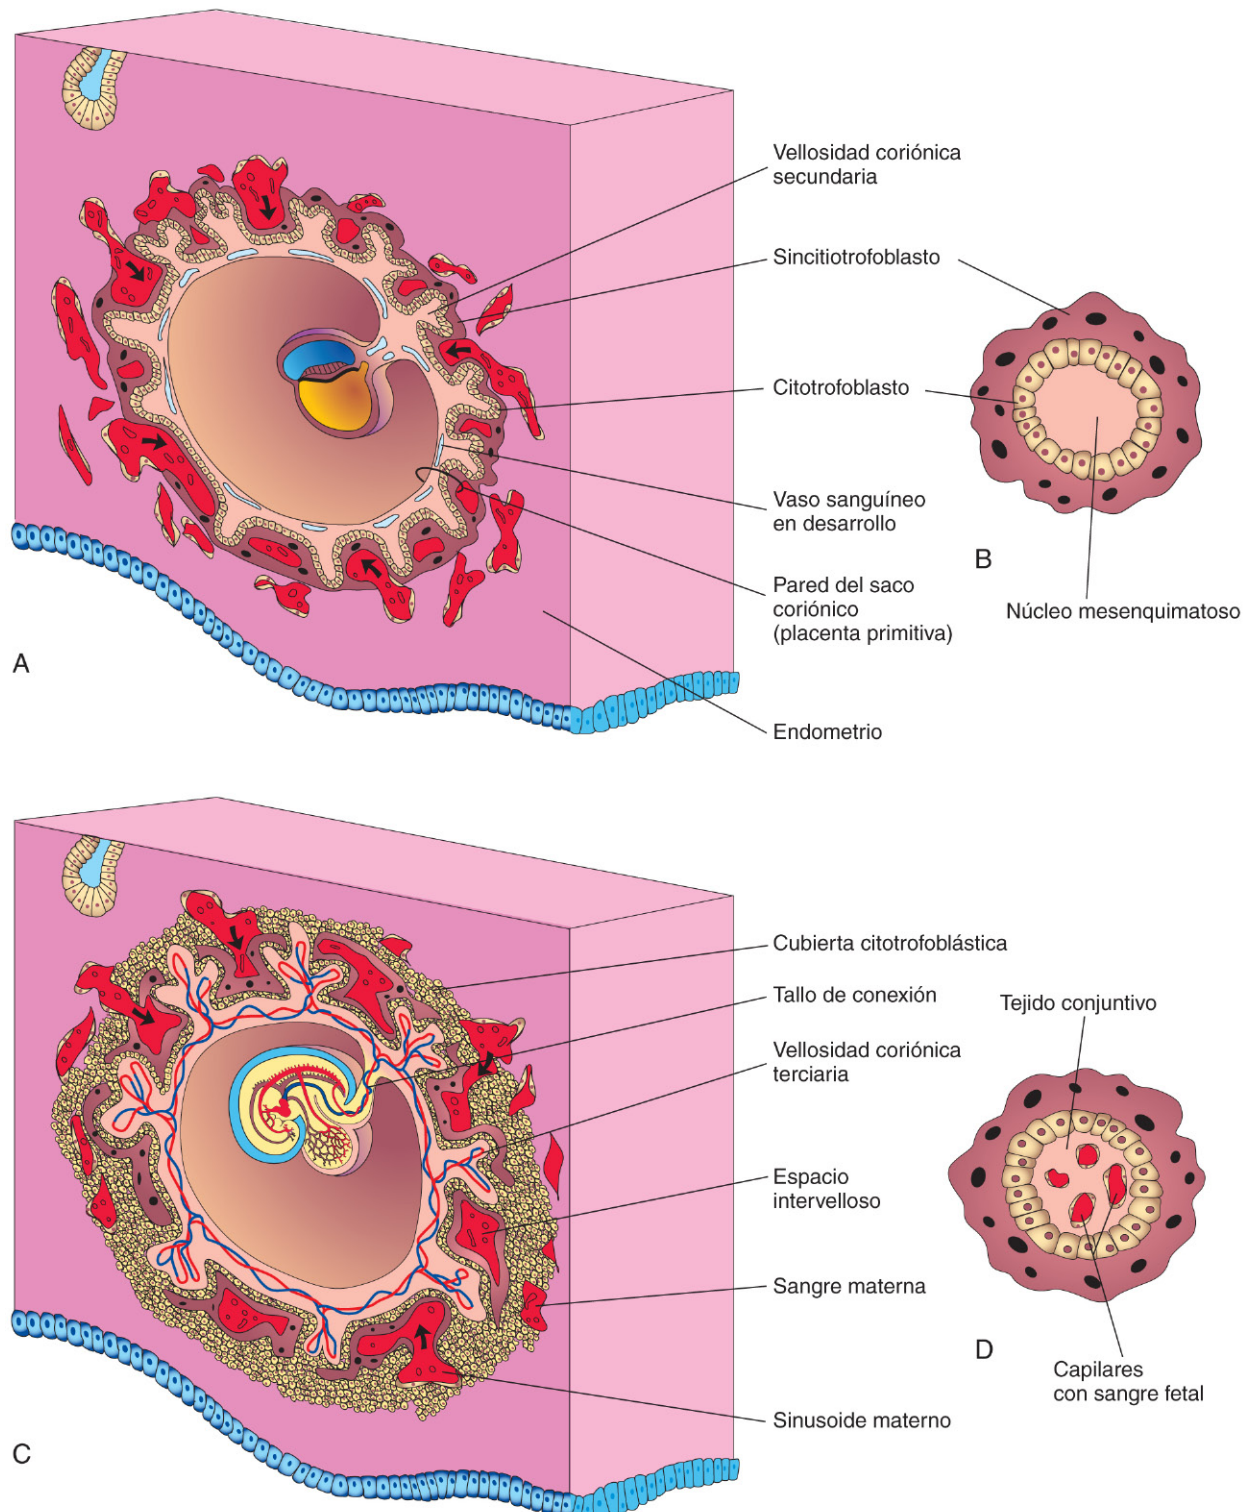 Vellosidad coriónica
secundaria
Sincitiotrofoblasto
Citotrofoblasto
Vaso sanguíneo
en desarrollo
B
Pared del saco
coriónico
(placenta primitiva)
Núcleo mesenquimatoso
A
Endometrio
Cubierta citotrofoblástica
Tallo de conexión
Tejido conjuntivo
Vellosidad coriónica
terciaria
Espacio
intervelloso
Sangre materna
D
Capilares
con sangre fetal
Sinusoide materno
C